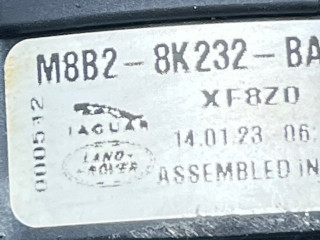 M8B2-8K232-BA
XF8Z0
000512
JAGUAR
14.01.23 06:
LAND-
ROVER
ASSEMBLED IN